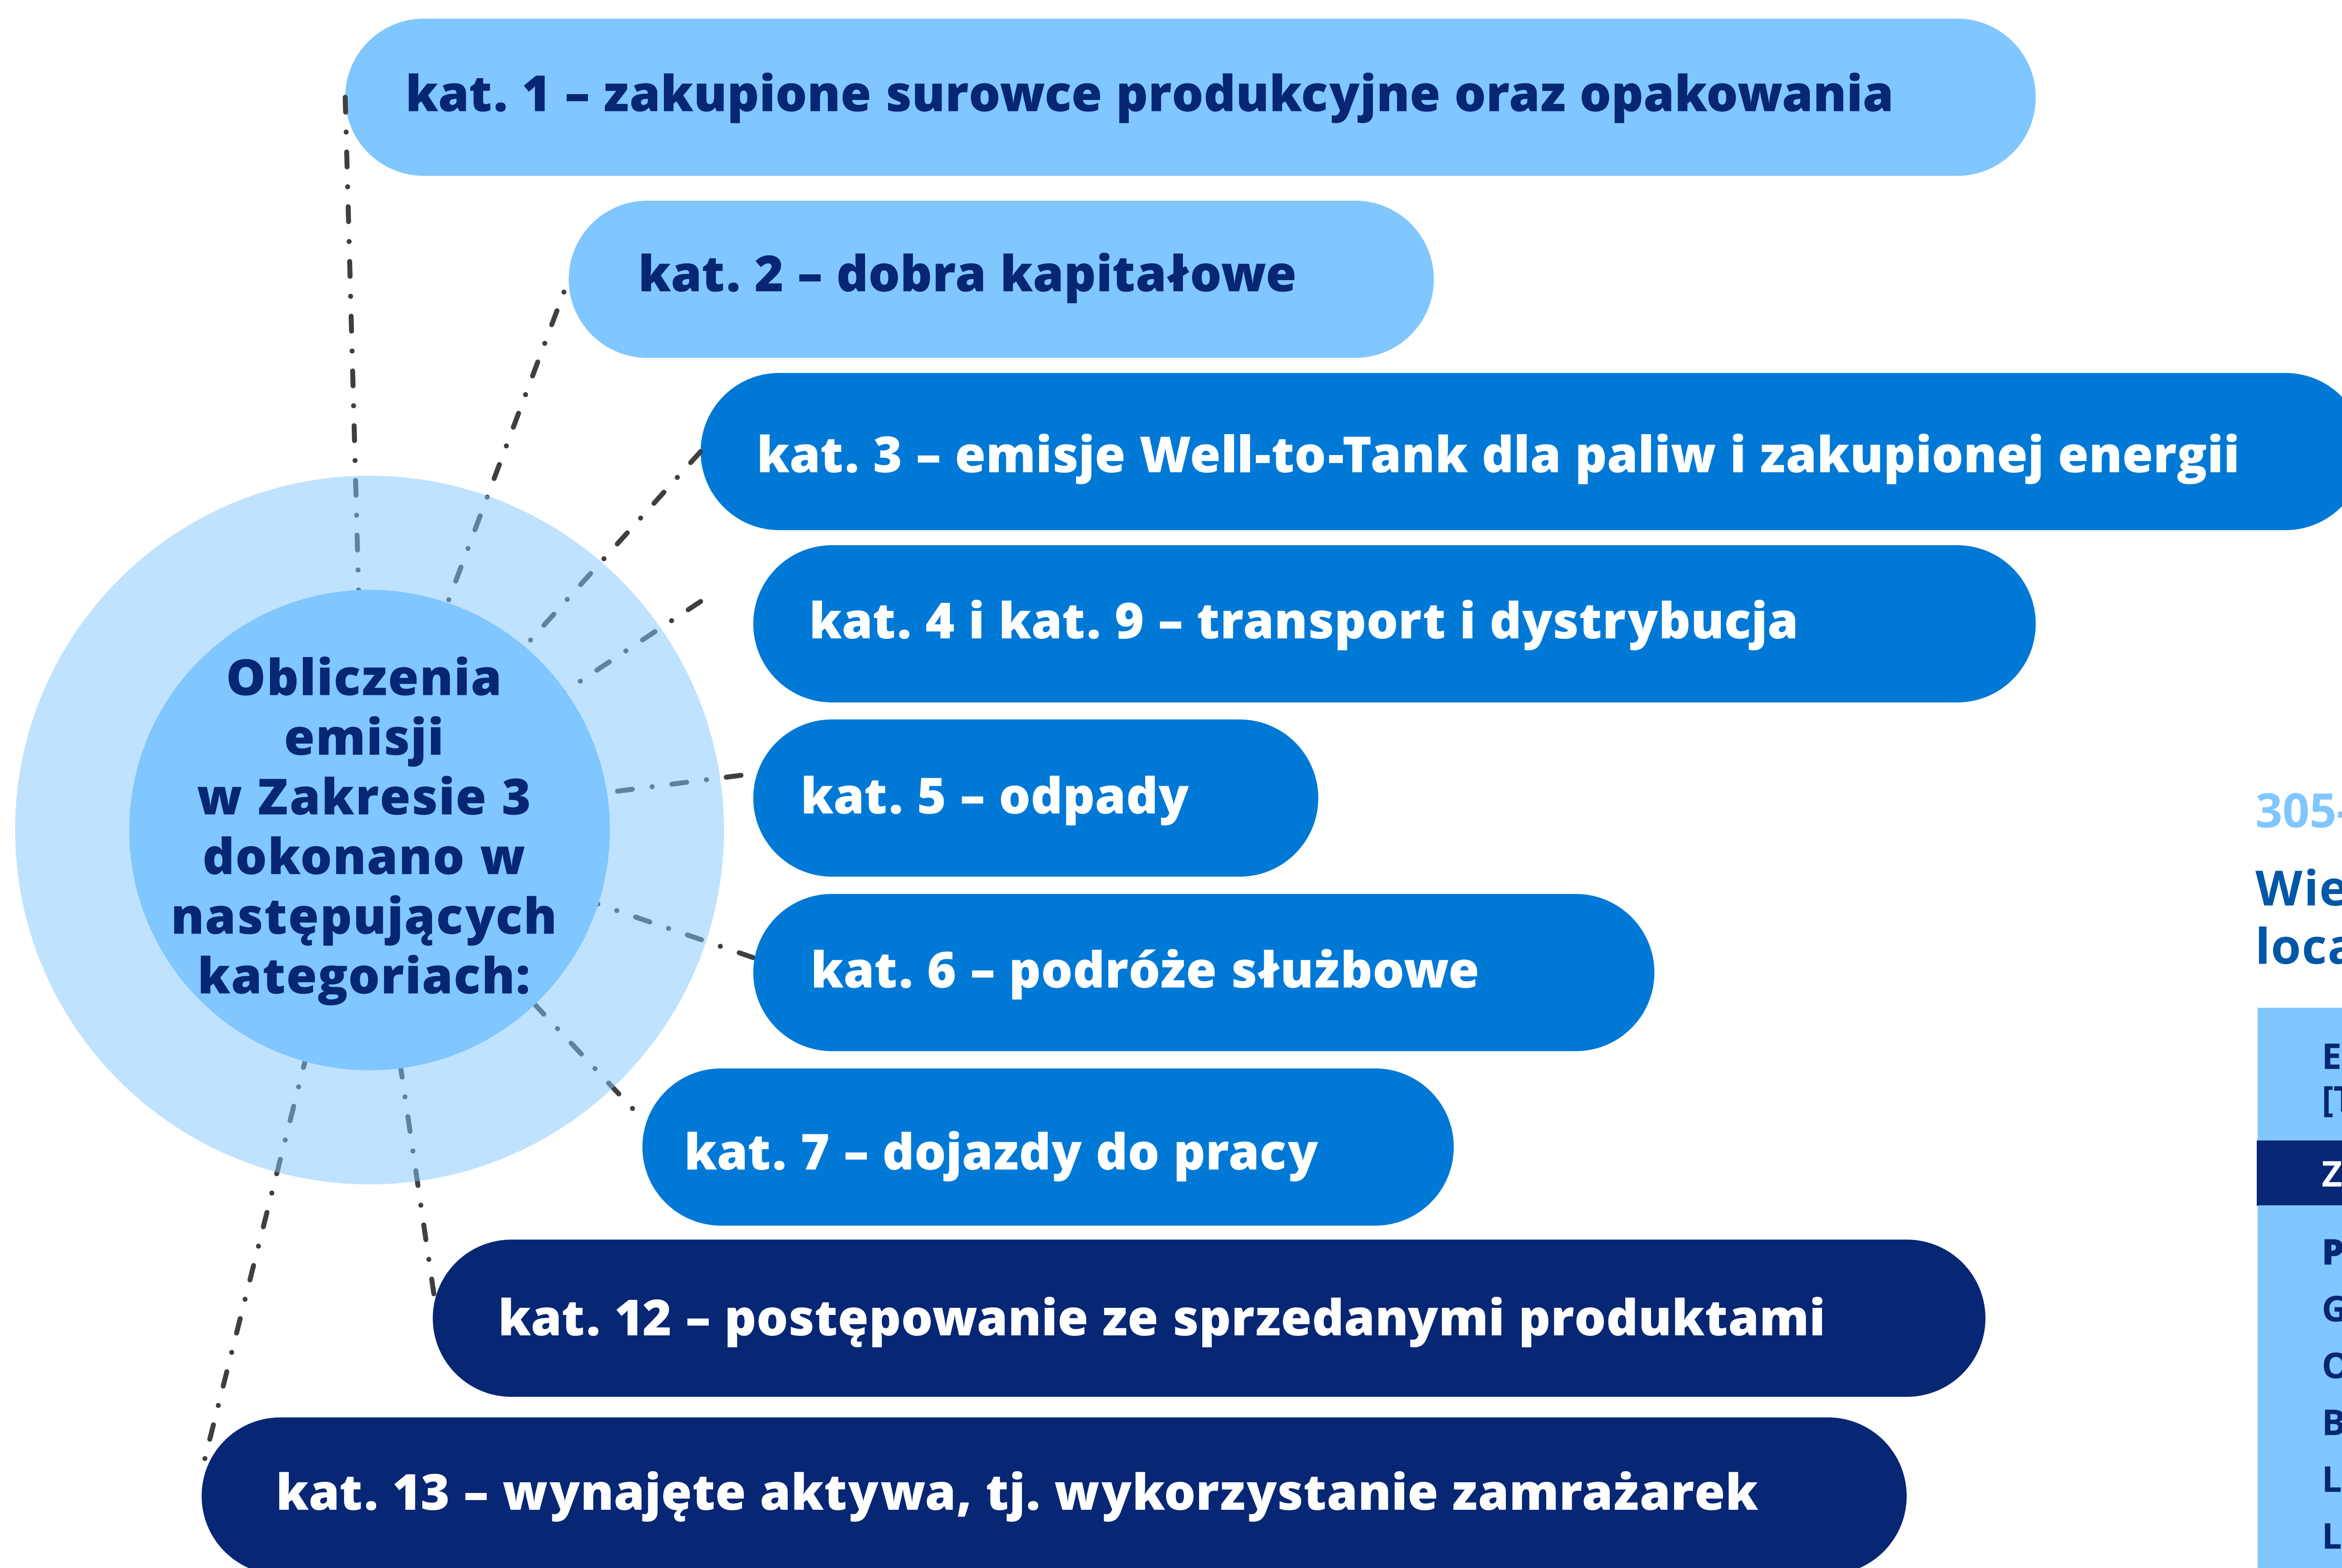 kat. 1 – zakupione surowce produkcyjne oraz opakowania
kat. 2 – dobra kapitałowe
kat. 3 – emisje Well-to-Tank dla paliw i zakupionej energii
kat. 4 i kat. 9 – transport i dystrybucja
kat. 5 – odpady
kat. 6 – podróże służbowe
kat. 7 – dojazdy do pracy
kat. 12 – postępowanie ze sprzedanymi produktami
kat. 13 – wynajęte aktywa, tj. wykorzystanie zamrażarek
Obliczenia
emisji
w Zakresie 3
dokonano w
następujących
kategoriach:
305-